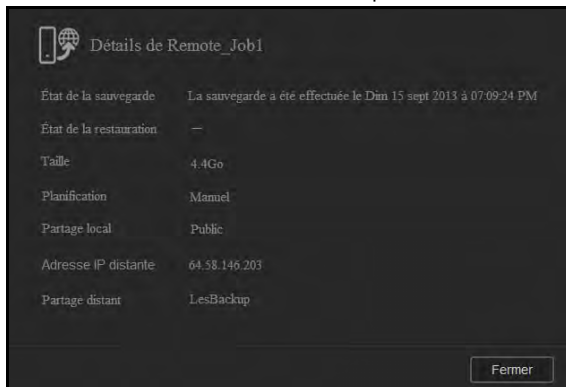 Détails de Remote_Job1
État de la sauvegarde La sauvegarde a été effectuée le Dim 15 sept 2013 à 07:09:24 PM
État de la restauration —
Taille 4.4Go
Planification Manuel
Partage local Public
Adresse IP distante 64.58.146.203
Partage distant LesBackup
Fermer